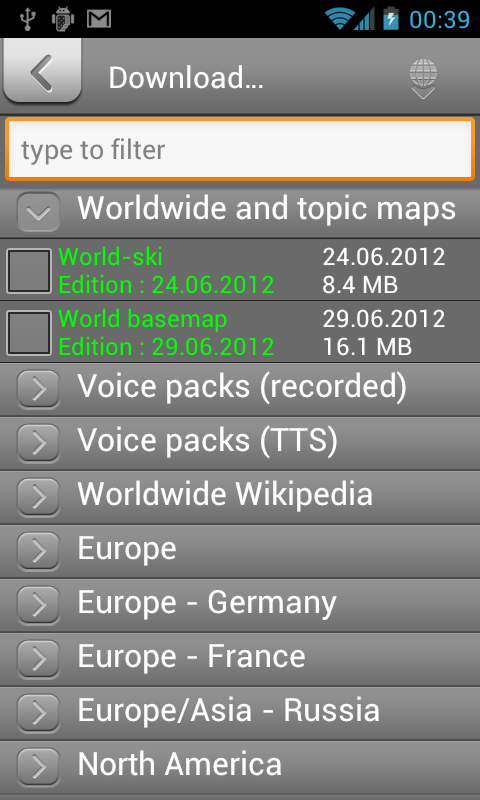 00:39
Download...
type to filter
Worldwide and topic maps
World-ski 24.06.2012
Edition : 24.06.2012 8.4 MB
World basemap 29.06.2012
Edition : 29.06.2012 16.1 MB
Voice packs (recorded)
Voice packs (TTS)
Worldwide Wikipedia
Europe
Europe - Germany
Europe - France
Europe/Asia - Russia
North America